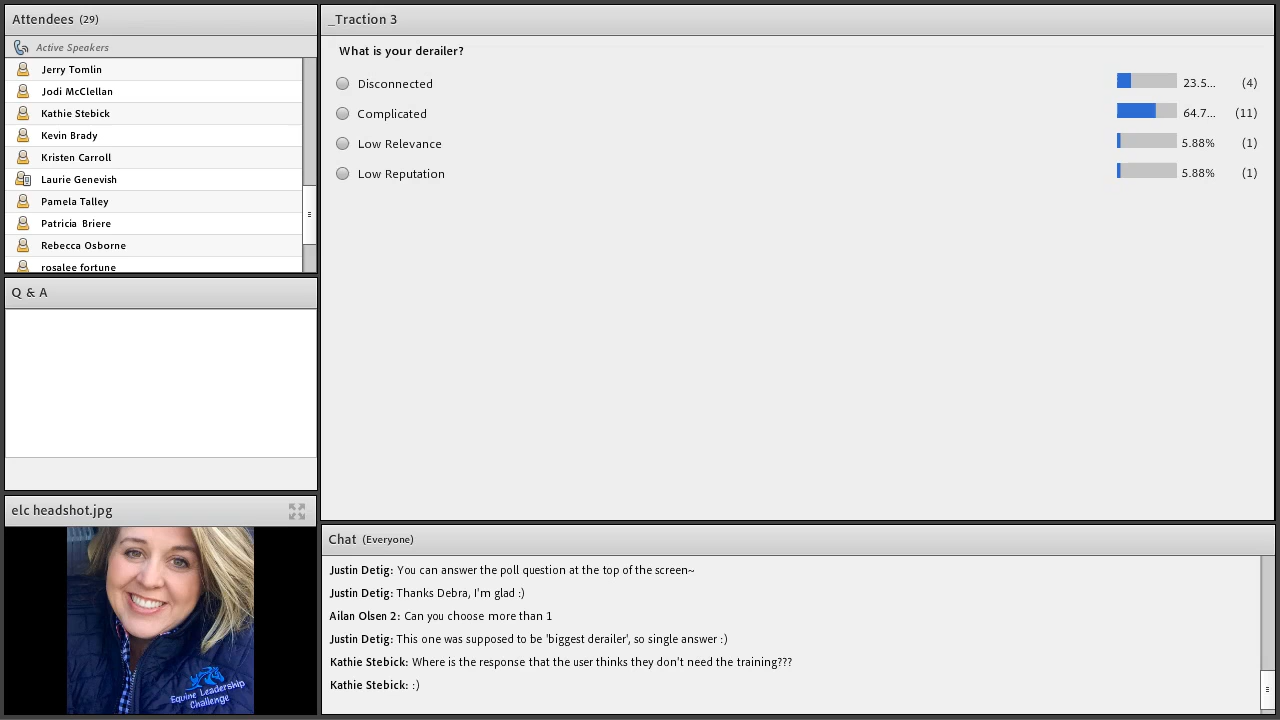 Attendees (29)
Active Speakers
Jerry Tomlin
Jodi McClellan
Kathie Stebick
Kevin Brady
Kristen Carroll
Laurie Genevish
Pamela Talley
Patricia Briere
Rebecca Osborne
rosalee fortune
Q & A
elc headshot.jpg
Equine Leadership
Challenge
_Traction 3
What is your derailer?
Disconnected 23.5... (4)
Complicated 64.7... (11)
Low Relevance 5.88% (1)
Low Reputation 5.88% (1)
Chat (Everyone)
Justin Detig: You can answer the poll question at the top of the screen~
Justin Detig: Thanks Debra, I'm glad :)
Ailan Olsen 2: Can you choose more than 1
Justin Detig: This one was supposed to be 'biggest derailer', so single answer :)
Kathie Stebick: Where is the response that the user thinks they don't need the training???
Kathie Stebick: :)